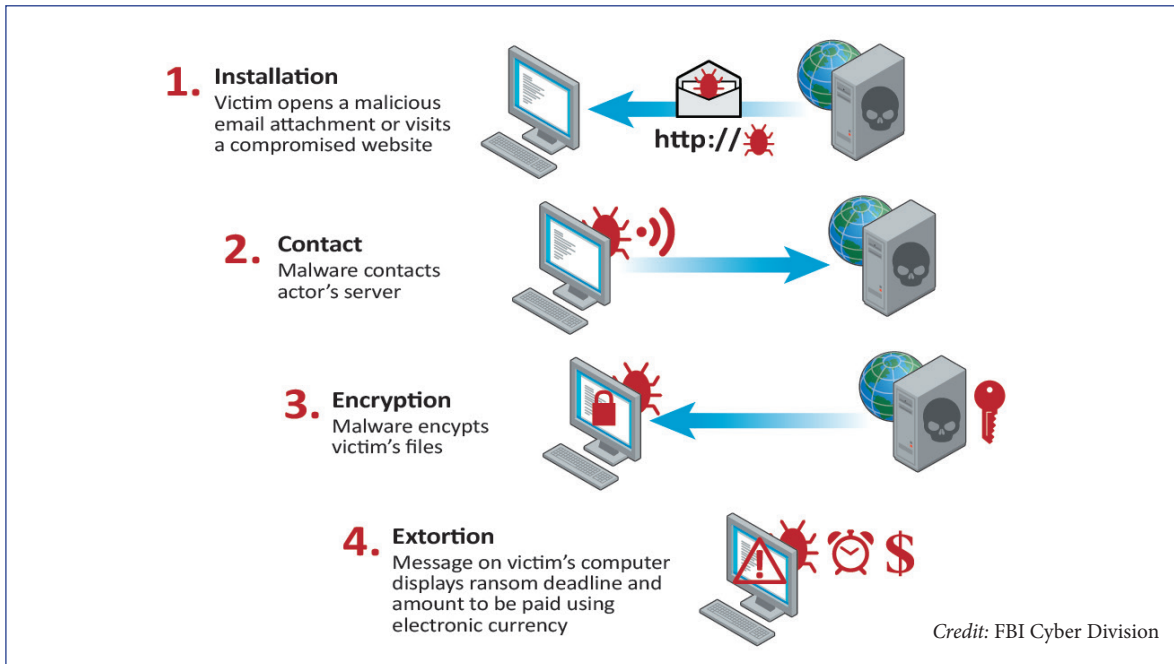 1. Installation
Victim opens a malicious
email attachment or visits
a compromised website
http://
2. Contact
Malware contacts
actor's server
3. Encryption
Malware encypts
victim's files
4. Extortion
Message on victim's computer
displays ransom deadline and
amount to be paid using
electronic currency
$
Credit: FBI Cyber Division